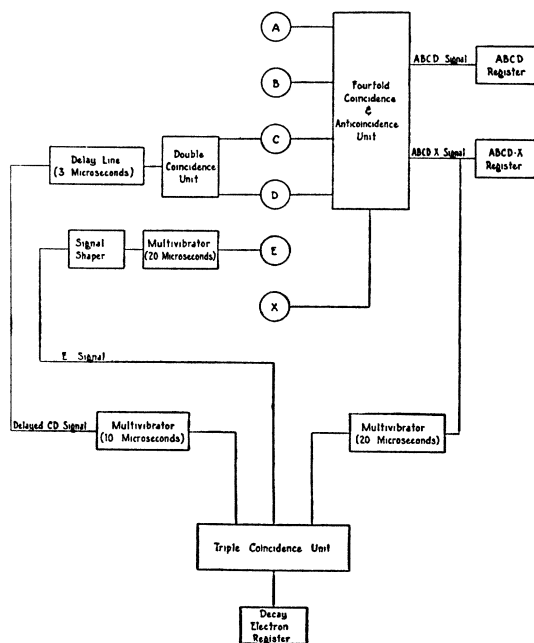 A
B
C
D
E
X
Fourfold
Coincidence
&
Anticoincidence
Unit
ABCD Signal
ABCD
Register
ABCD X Signal
ABCD-X
Register
Delay Line
(3 Microseconds)
Double
Coincidence
Unit
Signal
Shaper
Multivibrator
(20 Microseconds)
E Signal
Delayed CD Signal
Multivibrator
(10 Microseconds)
Multivibrator
(20 Microseconds)
Triple Coincidence Unit
Decay
Electron
Register